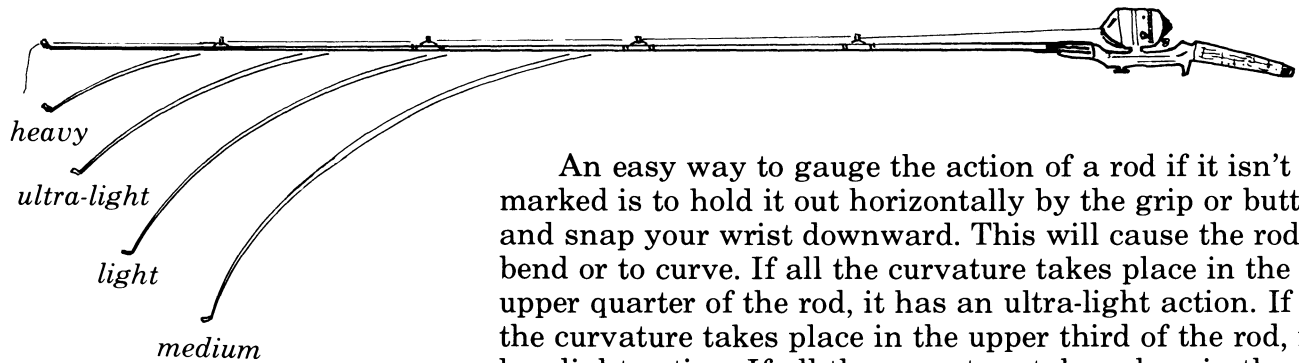 heavy
ultra-light
light
medium
An easy way to gauge the action of a rod if it isn't
marked is to hold it out horizontally by the grip or butt
and snap your wrist downward. This will cause the rod
bend or to curve. If all the curvature takes place in the
upper quarter of the rod, it has an ultra-light action. If
the curvature takes place in the upper third of the rod,